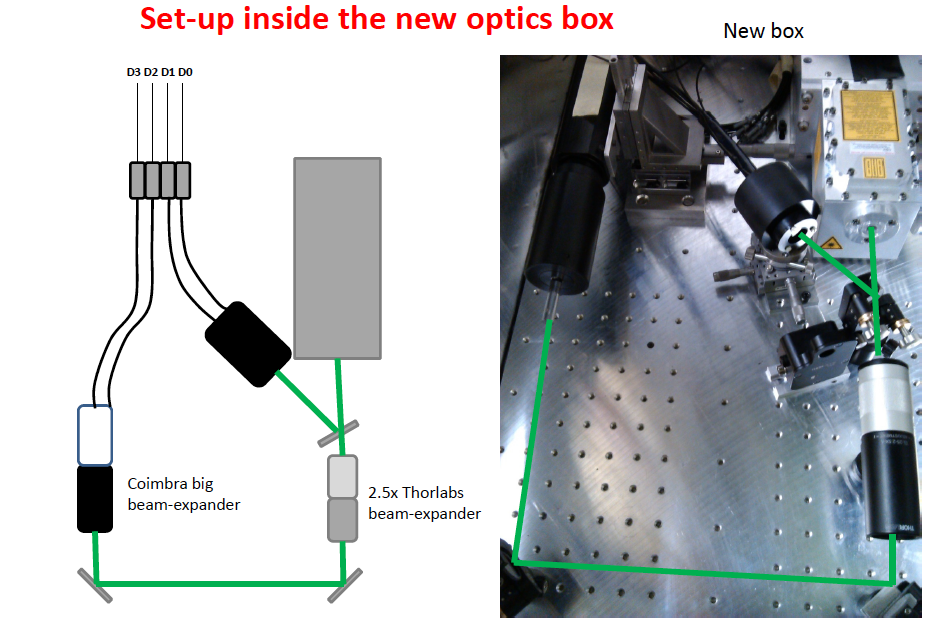 Set-up inside the new optics box
New box
D3 D2 D1 D0
Coimbra big
beam-expander
2.5x Thorlabs
beam-expander
THOR